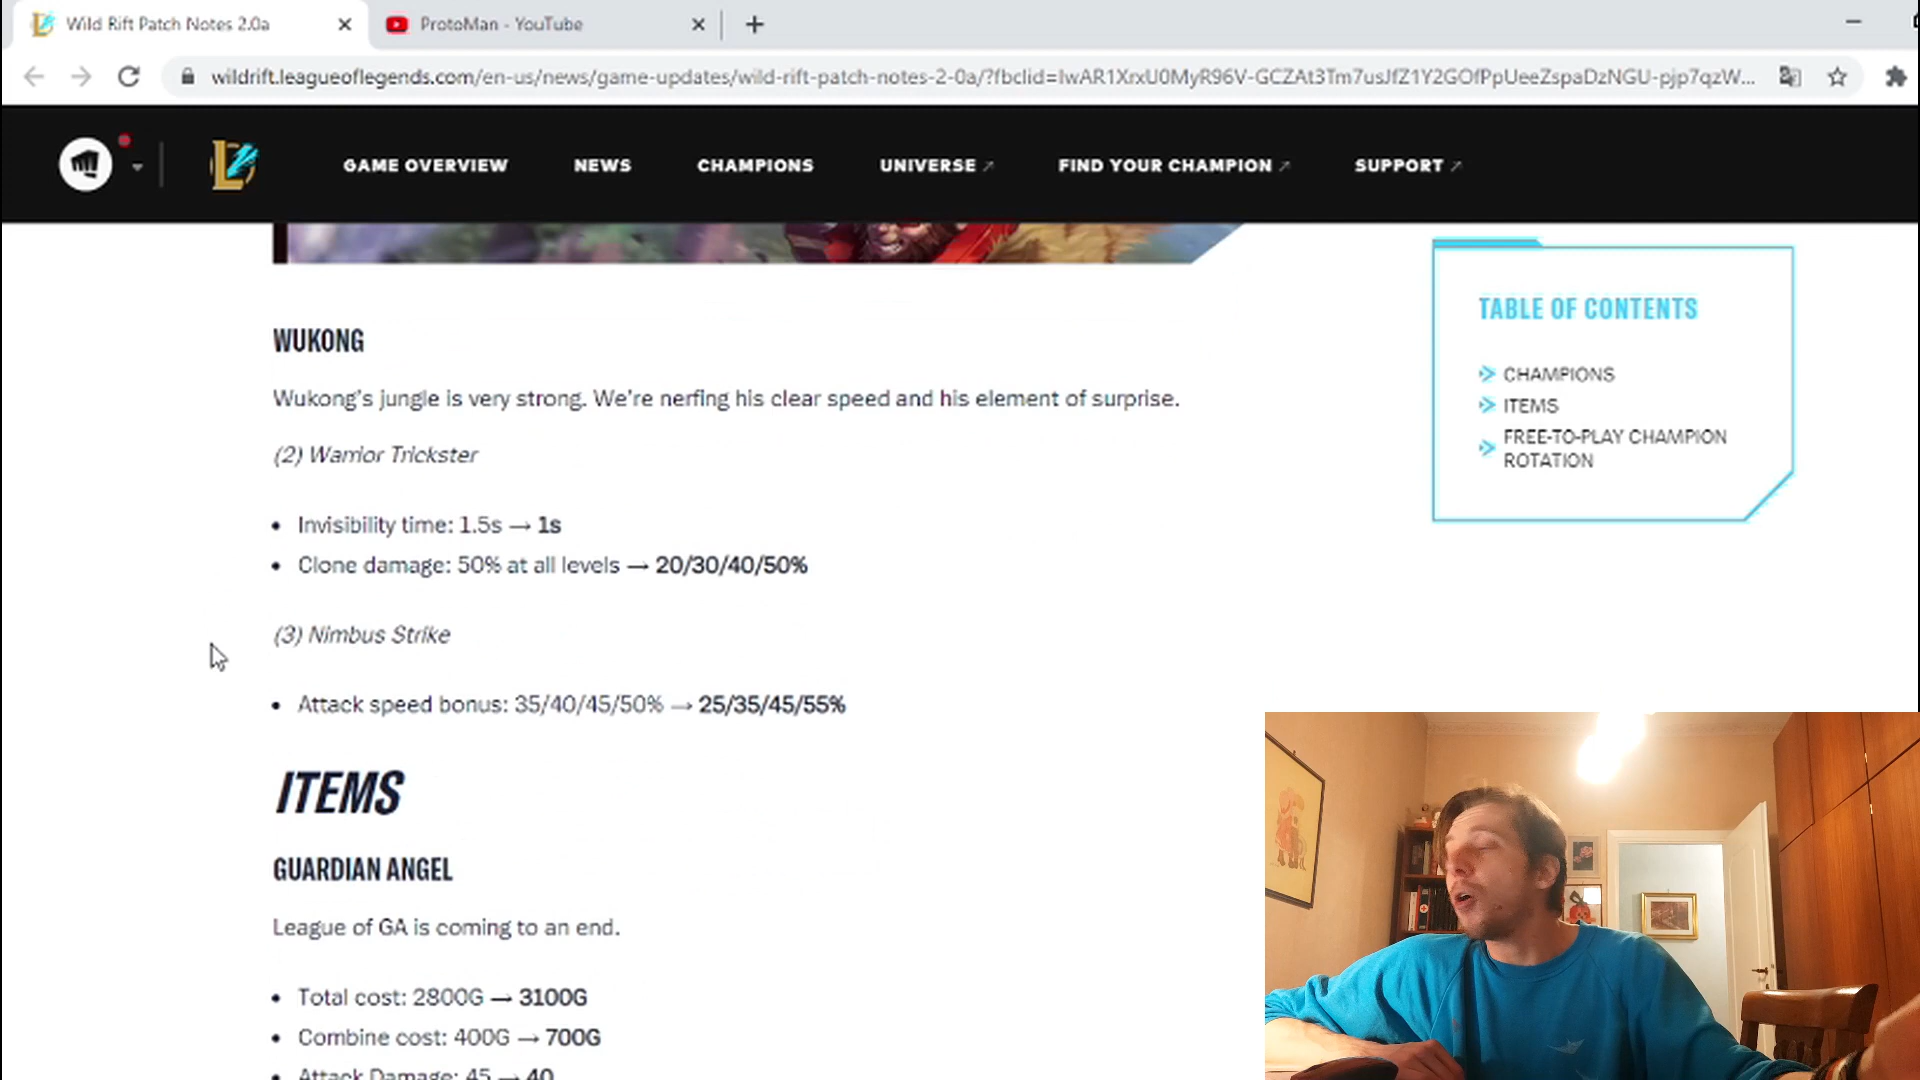 Wild Rift Patch Notes 2.0a
ProtoMan - YouTube
wildrift.leagueoflegends.com/en-us/news/game-updates/wild-rift-patch-notes-2-0a/?fbclid=IwAR1XrxU0MyR96V-GCZAt3Tm7usJfZ1Y2GOfPpUeeZspaDzNGU-pjp7qzW...
GAME OVERVIEW NEWS CHAMPIONS UNIVERSE FIND YOUR CHAMPION SUPPORT
WUKONG
Wukong's jungle is very strong. We're nerfing his clear speed and his element of surprise.
(2) Warrior Trickster
• Invisibility time: 1.5s → 1s
• Clone damage: 50% at all levels → 20/30/40/50%
(3) Nimbus Strike
• Attack speed bonus: 35/40/45/50% → 25/35/45/55%
ITEMS
GUARDIAN ANGEL
League of GA is coming to an end.
• Total cost: 2800G → 3100G
• Combine cost: 400G → 700G
• Attack Damage: 45 → 40
TABLE OF CONTENTS
CHAMPIONS
ITEMS
FREE-TO-PLAY CHAMPION
ROTATION